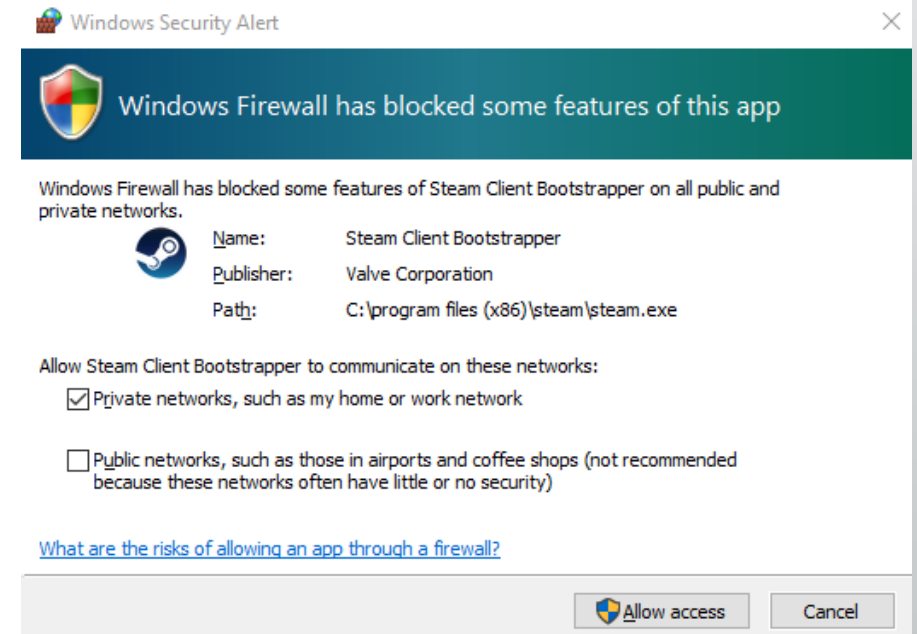 Windows Security Alert
Windows Firewall has blocked some features of this app
Windows Firewall has blocked some features of Steam Client Bootstrapper on all public and
private networks.
Name: Steam Client Bootstrapper
Publisher: Valve Corporation
Path: C:\program files (x86)\steam\steam.exe
Allow Steam Client Bootstrapper to communicate on these networks:
Private networks, such as my home or work network
Public networks, such as those in airports and coffee shops (not recommended
because these networks often have little or no security)
What are the risks of allowing an app through a firewall?
Allow access Cancel